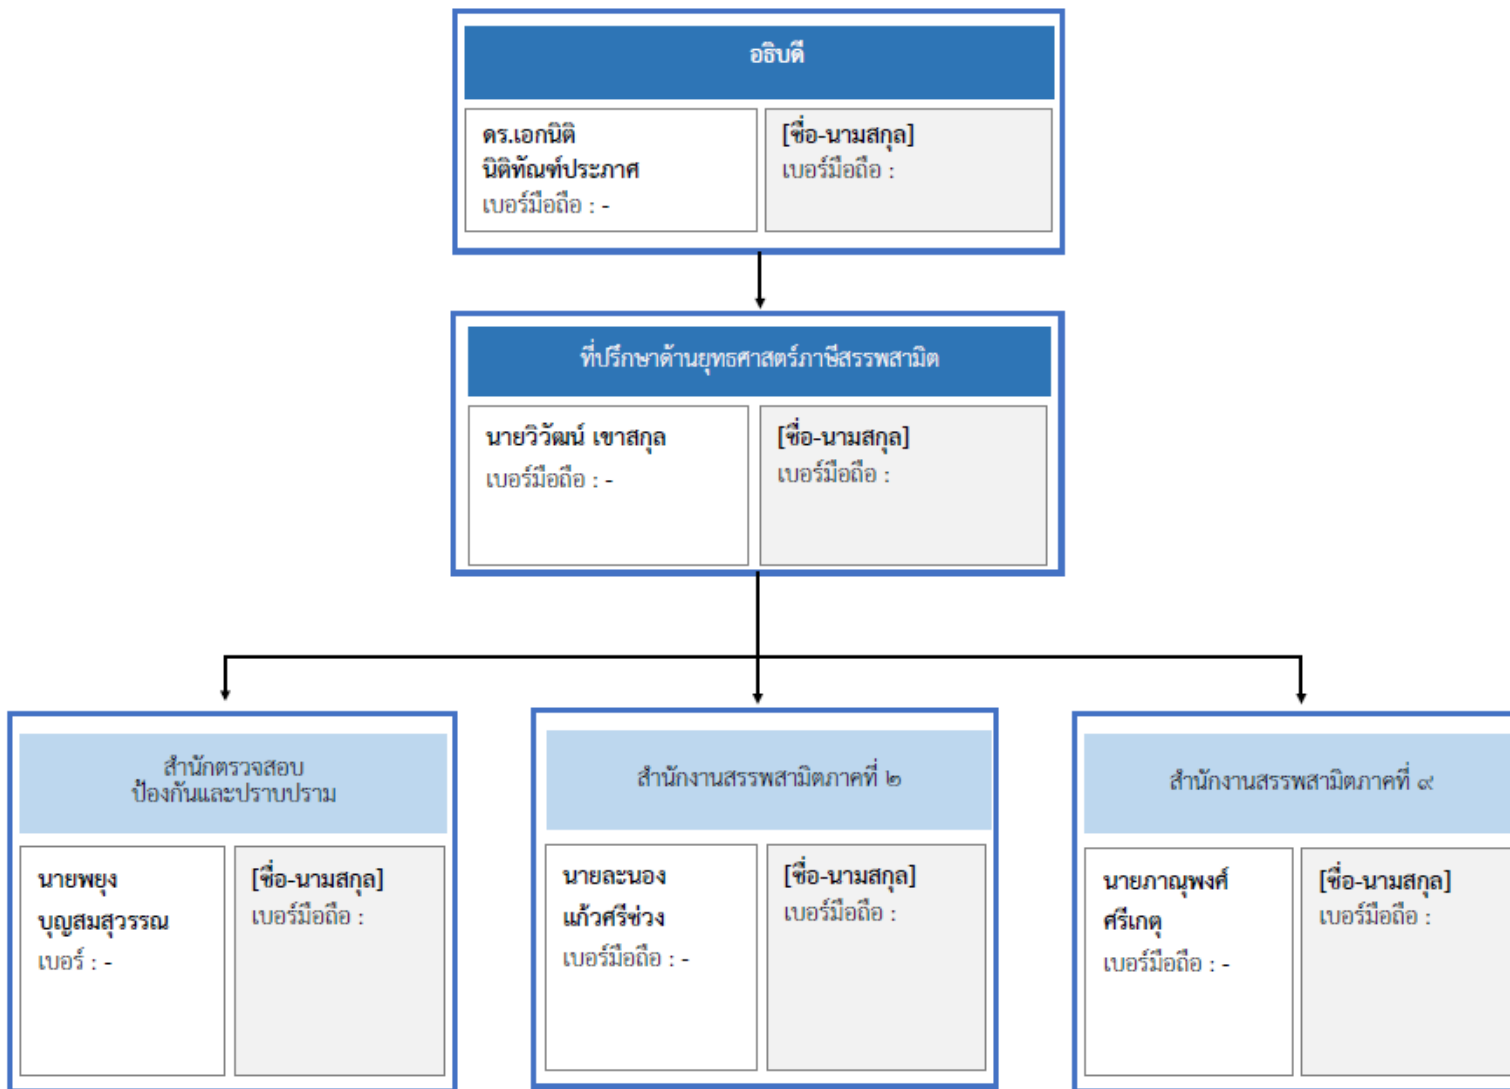 อธิบดี
ดร.เอกนิติ
นิติทัณฑ์ประภาศ
เบอร์มือถือ : -
[ชื่อ-นามสกุล]
เบอร์มือถือ :
ที่ปรึกษาด้านยุทธศาสตร์ภาษีสรรพสามิต
นายวิวัฒน์ เขาสกุล
เบอร์มือถือ : -
[ชื่อ-นามสกุล]
เบอร์มือถือ :
สำนักตรวจสอบ
ป้องกันและปราบปราม
นายพยุง
บุญสมสุวรรณ
เบอร์ : -
[ชื่อ-นามสกุล]
เบอร์มือถือ :
สำนักงานสรรพสามิตภาคที่ ๒
นายละนอง
แก้วศรีช่วง
เบอร์มือถือ : -
[ชื่อ-นามสกุล]
เบอร์มือถือ :
สำนักงานสรรพสามิตภาคที่ ๙
นายภาณุพงศ์
ศรีเกตุ
เบอร์มือถือ : -
[ชื่อ-นามสกุล]
เบอร์มือถือ :